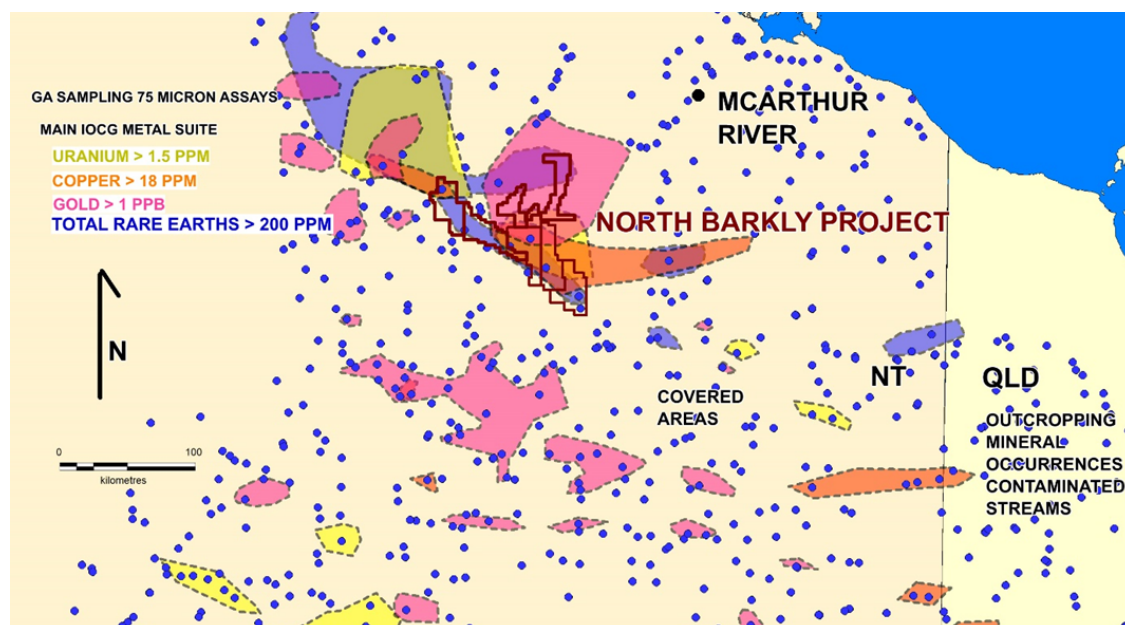 GA SAMPLING 75 MICRON ASSAYS
MAIN IOCG METAL SUITE
URANIUM > 1.5 PPM
COPPER > 18 PPM
GOLD > 1 PPB
TOTAL RARE EARTHS > 200 PPM
MCARTHUR
RIVER
NORTH BARKLY PROJECT
N
NT
QLD
COVERED
AREAS
OUTCROPPING
MINERAL
OCCURRENCES
CONTAMINATED
STREAMS
0
100
kilometres